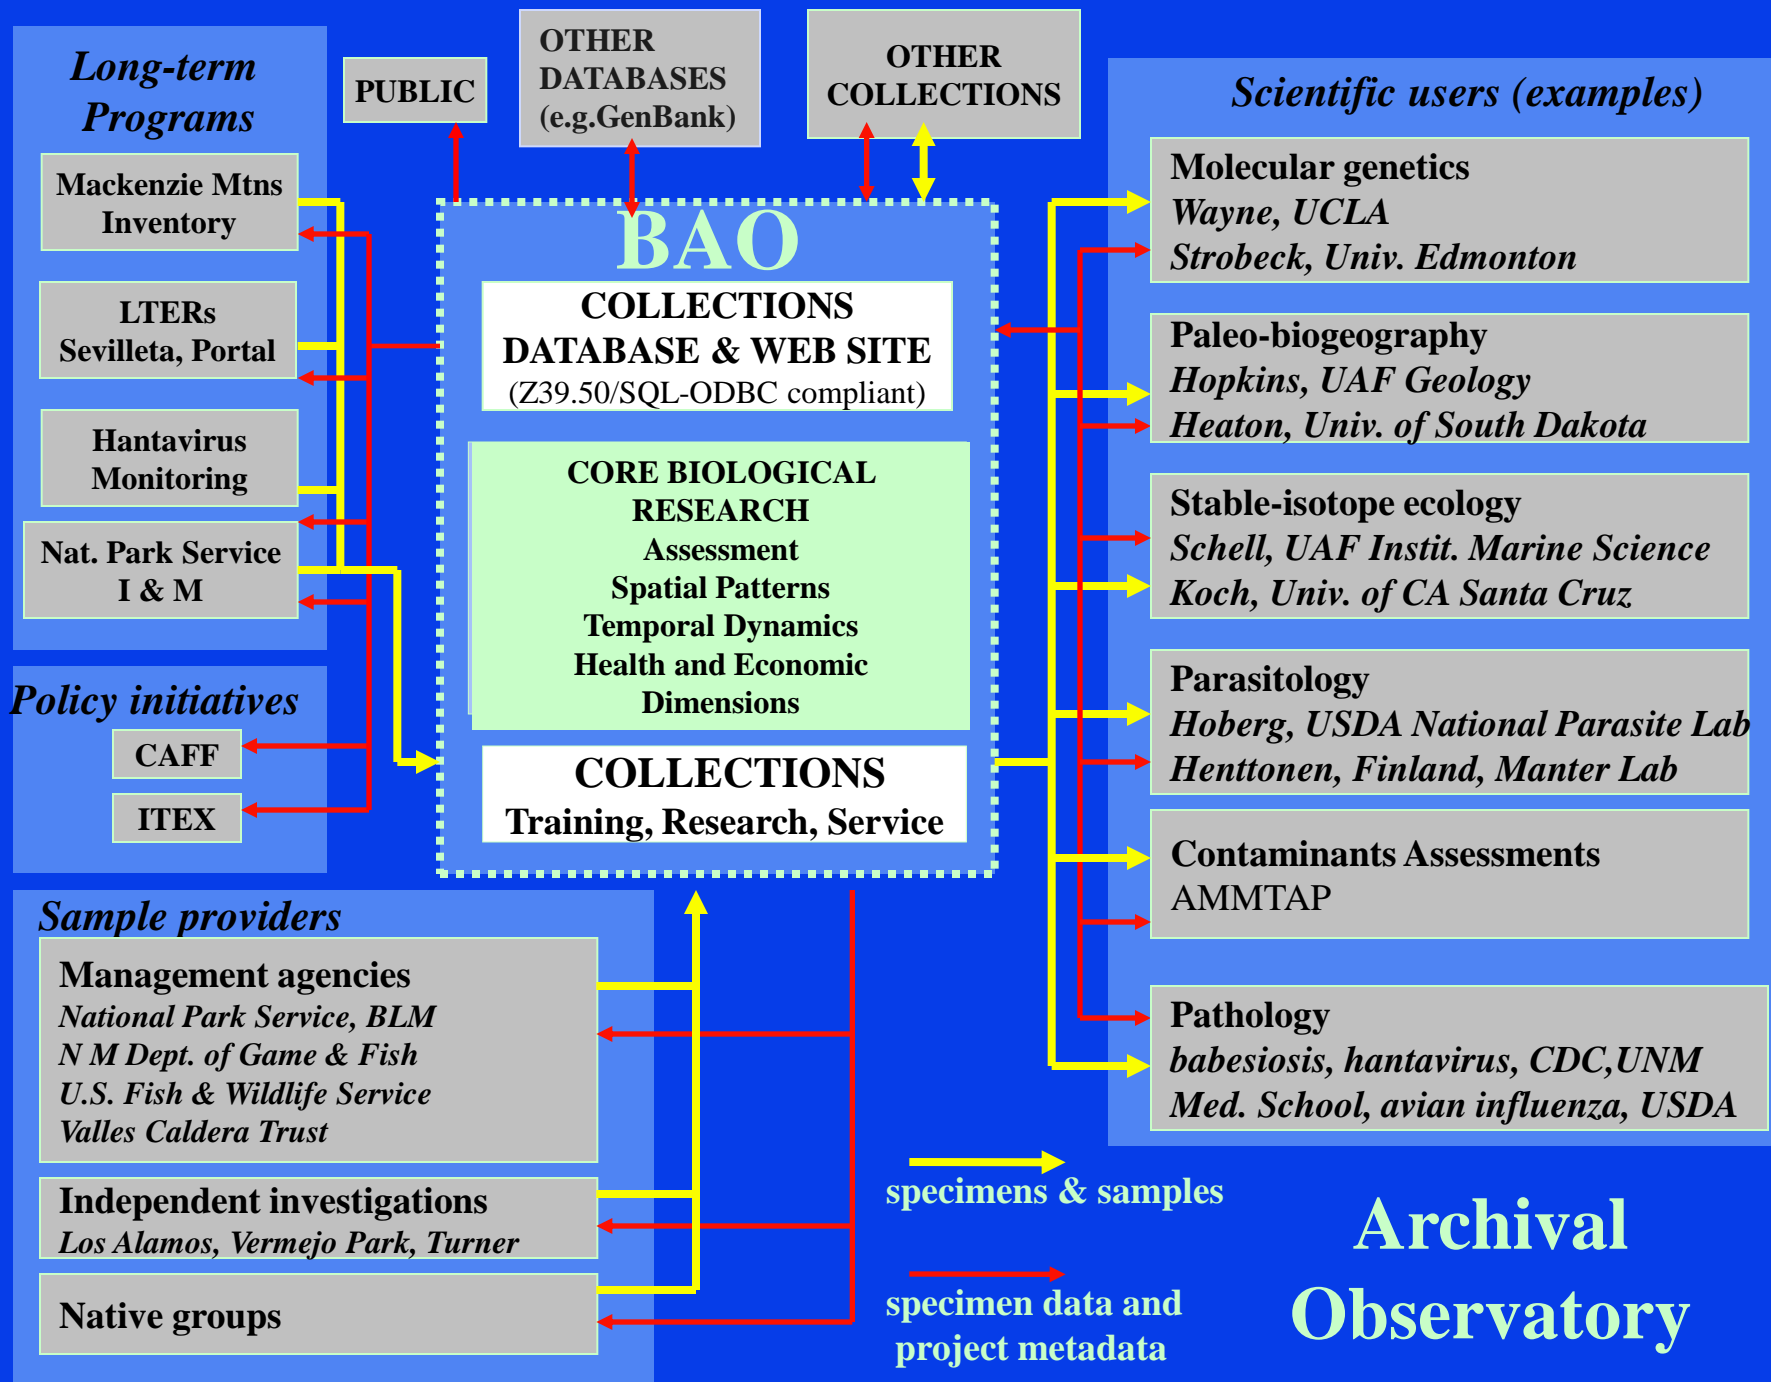 Long-term
Programs
Mackenzie Mtns
Inventory
LTERs
Sevilleta, Portal
Hantavirus
Monitoring
Nat. Park Service
I & M
Policy initiatives
CAFF
ITEX
Sample providers
Management agencies
National Park Service, BLM
N M Dept. of Game & Fish
U.S. Fish & Wildlife Service
Valles Caldera Trust
Independent investigations
Los Alamos, Vermejo Park, Turner
Native groups
PUBLIC
OTHER
DATABASES
(e.g.GenBank)
OTHER
COLLECTIONS
BAO
COLLECTIONS
DATABASE & WEB SITE
(Z39.50/SQL-ODBC compliant)
CORE BIOLOGICAL
RESEARCH
Assessment
Spatial Patterns
Temporal Dynamics
Health and Economic
Dimensions
COLLECTIONS
Training, Research, Service
Scientific users (examples)
Molecular genetics
Wayne, UCLA
Strobeck, Univ. Edmonton
Paleo-biogeography
Hopkins, UAF Geology
Heaton, Univ. of South Dakota
Stable-isotope ecology
Schell, UAF Instit. Marine Science
Koch, Univ. of CA Santa Cruz
Parasitology
Hoberg, USDA National Parasite Lab
Henttonen, Finland, Manter Lab
Contaminants Assessments
AMMTAP
Pathology
babesiosis, hantavirus, CDC,UNM
Med. School, avian influenza, USDA
specimens & samples
specimen data and
project metadata
Archival
Observatory